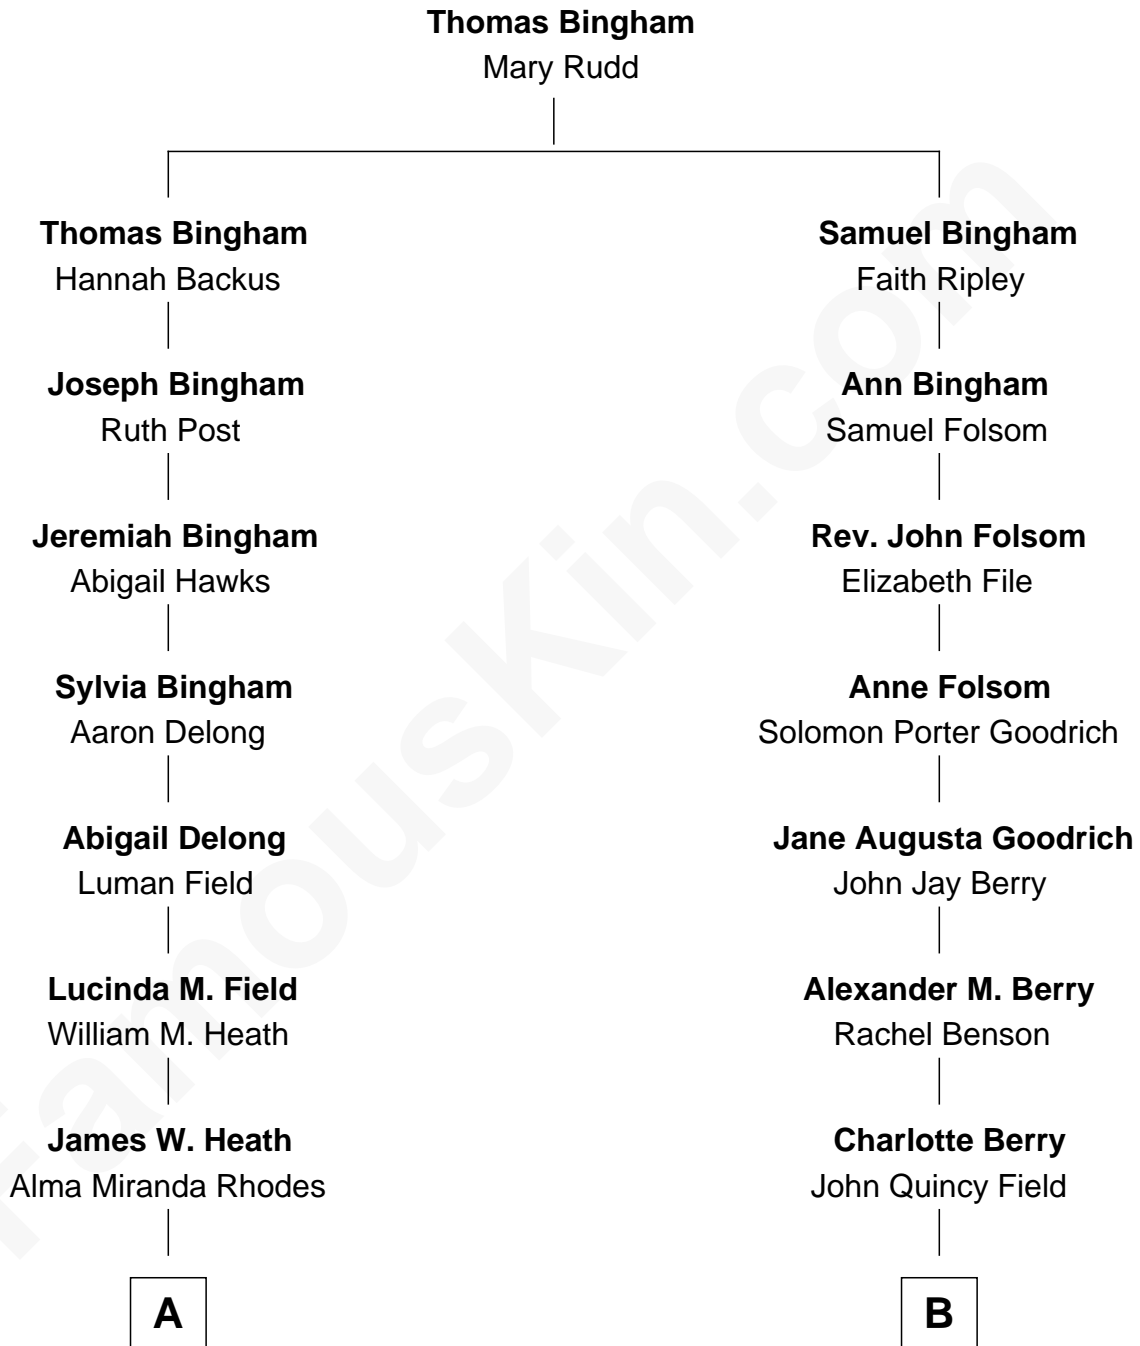 Thomas Bingham
Mary Rudd
Thomas Bingham
Hannah Backus
Joseph Bingham
Ruth Post
Jeremiah Bingham
Abigail Hawks
Sylvia Bingham
Aaron Delong
Abigail Delong
Luman Field
Lucinda M. Field
William M. Heath
James W. Heath
Alma Miranda Rhodes
A
Samuel Bingham
Faith Ripley
Ann Bingham
Samuel Folsom
Rev. John Folsom
Elizabeth File
Anne Folsom
Solomon Porter Goodrich
Jane Augusta Goodrich
John Jay Berry
Alexander M. Berry
Rachel Benson
Charlotte Berry
John Quincy Field
B
FamousKin.com